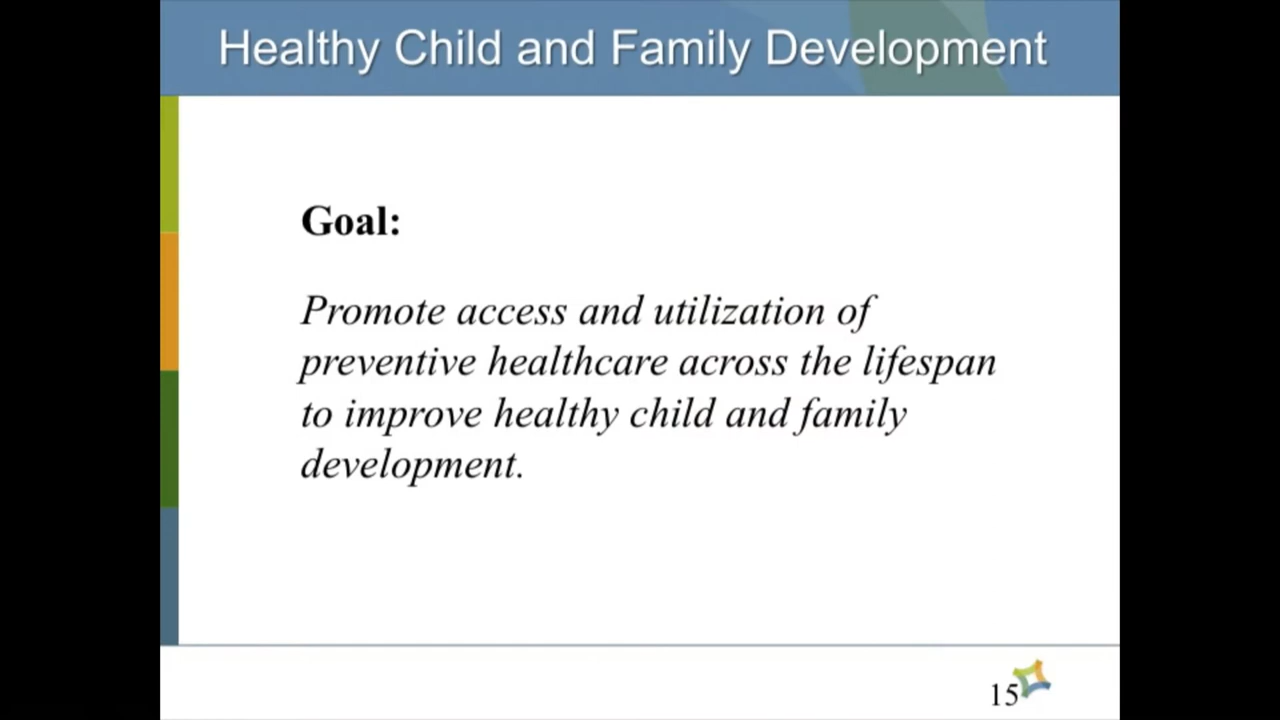 Healthy Child and Family Development
Goal:
Promote access and utilization of
preventive healthcare across the lifespan
to improve healthy child and family
development.
15